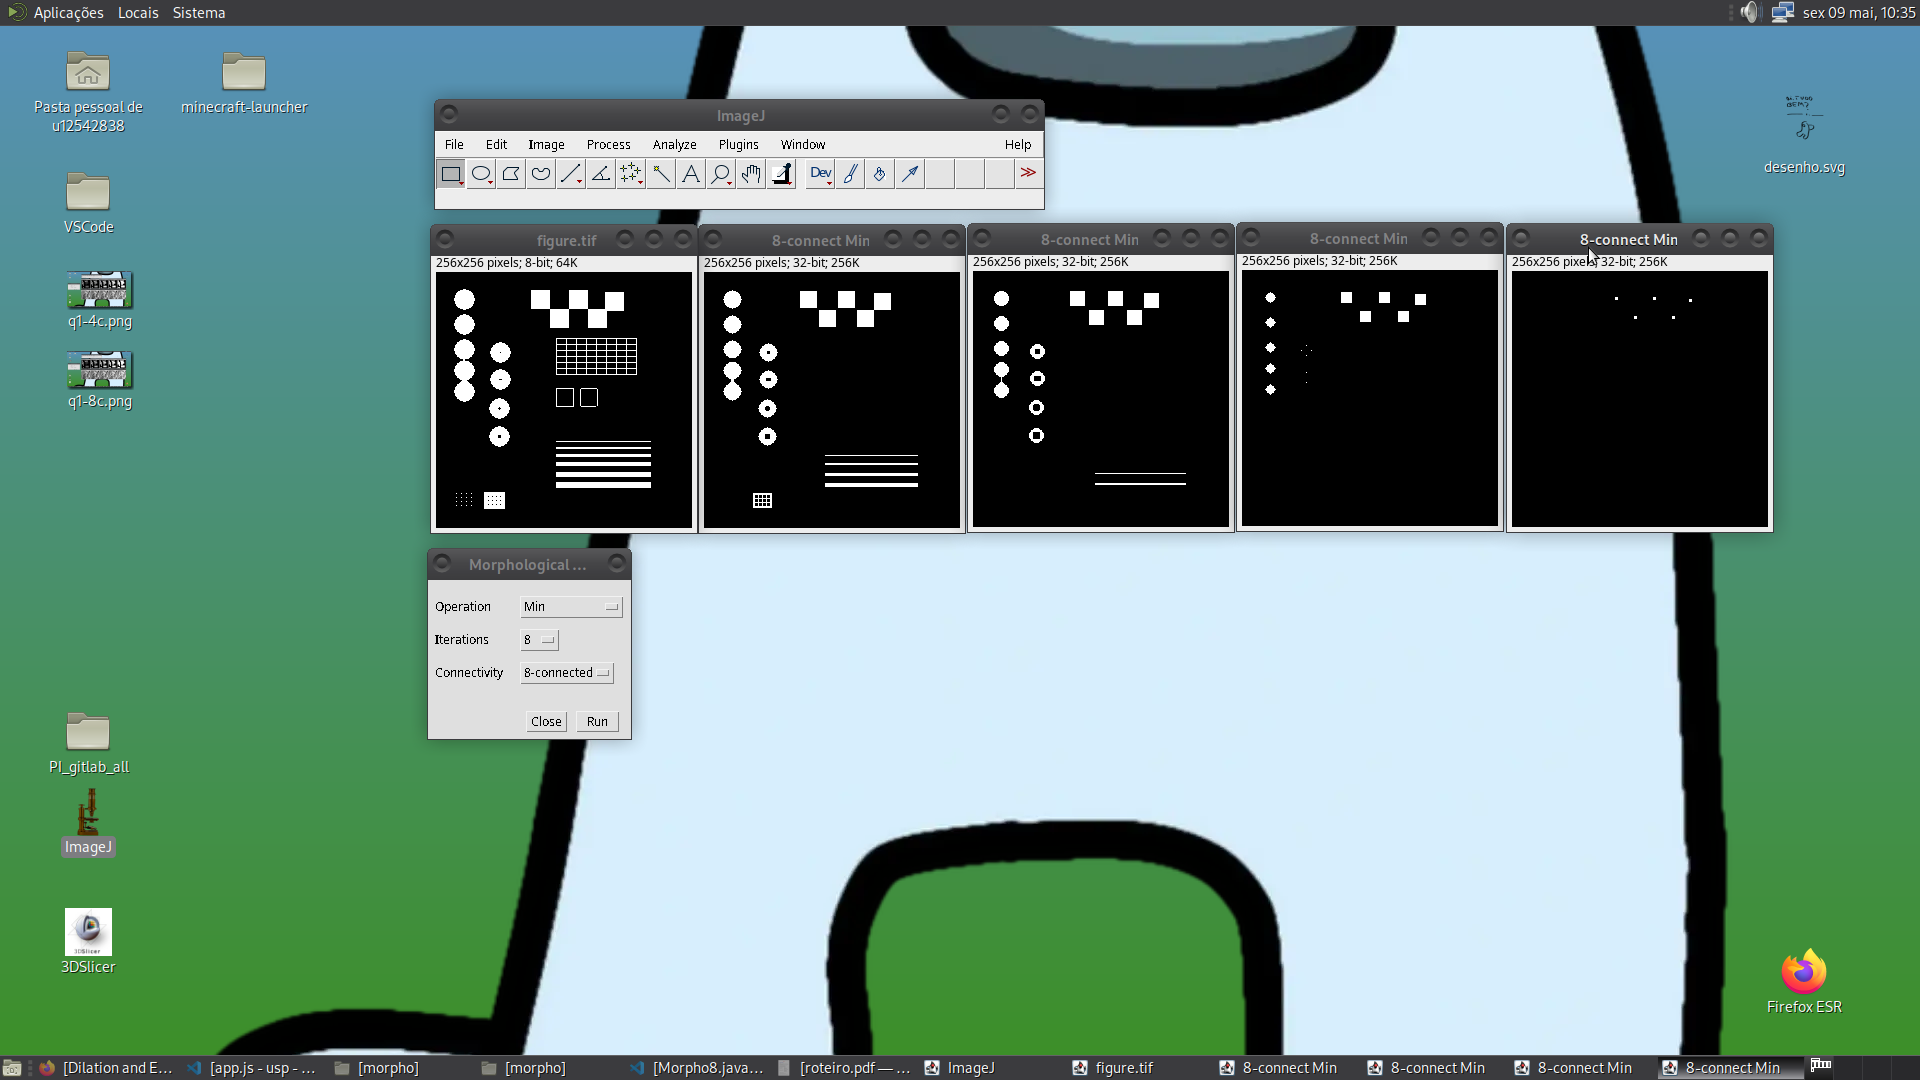 Aplicações Locais Sistema
sex 09 mai, 10:35
Pasta pessoal de
u12542838
minecraft-launcher
VSCode
q1-4c.png
q1-8c.png
PI_gitlab_all
ImageJ
3DSlicer
desenho.svg
Firefox ESR
ImageJ
File Edit Image Process Analyze Plugins Window Help
Dev
figure.tif
256x256 pixels; 8-bit; 64K
8-connect Min
256x256 pixels; 32-bit; 256K
8-connect Min
256x256 pixels; 32-bit; 256K
8-connect Min
256x256 pixels; 32-bit; 256K
8-connect Min
256x256 pixels; 32-bit; 256K
Morphological ...
Operation Min
Iterations 8
Connectivity 8-connected
Close Run
[Dilation and E... [app.js - usp - ... [morpho] [morpho] [Morpho8.java... [roteiro.pdf — ... ImageJ figure.tif 8-connect Min 8-connect Min 8-connect Min 8-connect Min